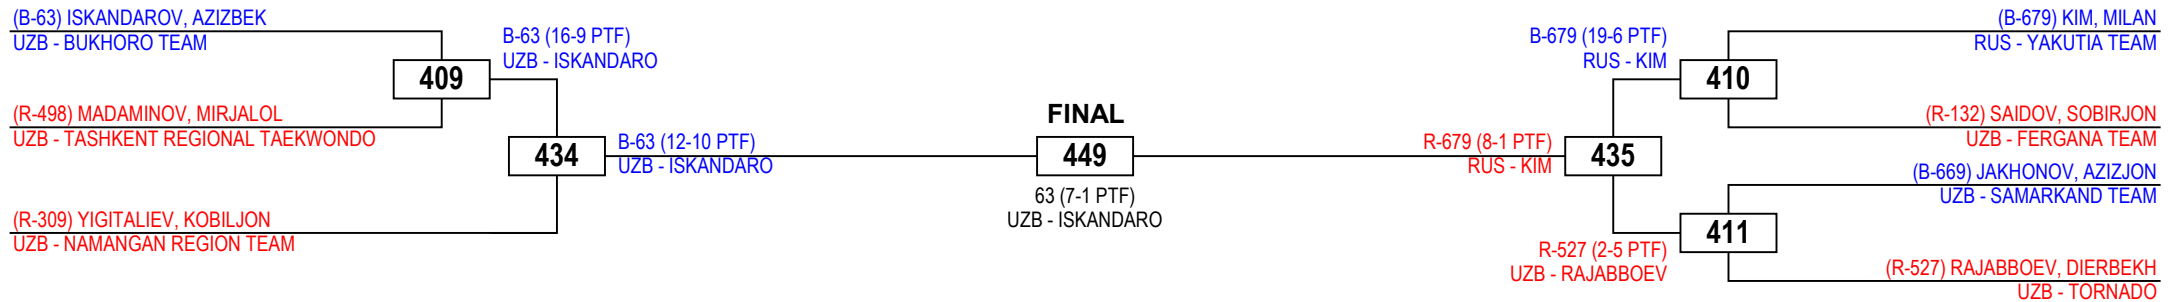 (B-63) ISKANDAROV, AZIZBEK
UZB - BUKHORO TEAM
B-63 (16-9 PTF)
UZB - ISKANDARO
409
(R-498) MADAMINOV, MIRJALOL
UZB - TASHKENT REGIONAL TAEKWONDO
434
B-63 (12-10 PTF)
UZB - ISKANDARO
(R-309) YIGITALIEV, KOBILJON
UZB - NAMANGAN REGION TEAM
FINAL
449
63 (7-1 PTF)
UZB - ISKANDARO
(B-679) KIM, MILAN
RUS - YAKUTIA TEAM
B-679 (19-6 PTF)
RUS - KIM
410
(R-132) SAIDOV, SOBIRJON
UZB - FERGANA TEAM
R-679 (8-1 PTF)
RUS - KIM
435
(B-669) JAKHONOV, AZIZJON
UZB - SAMARKAND TEAM
411
R-527 (2-5 PTF)
UZB - RAJABBOEV
(R-527) RAJABBOEV, DIERBEKH
UZB - TORNADO